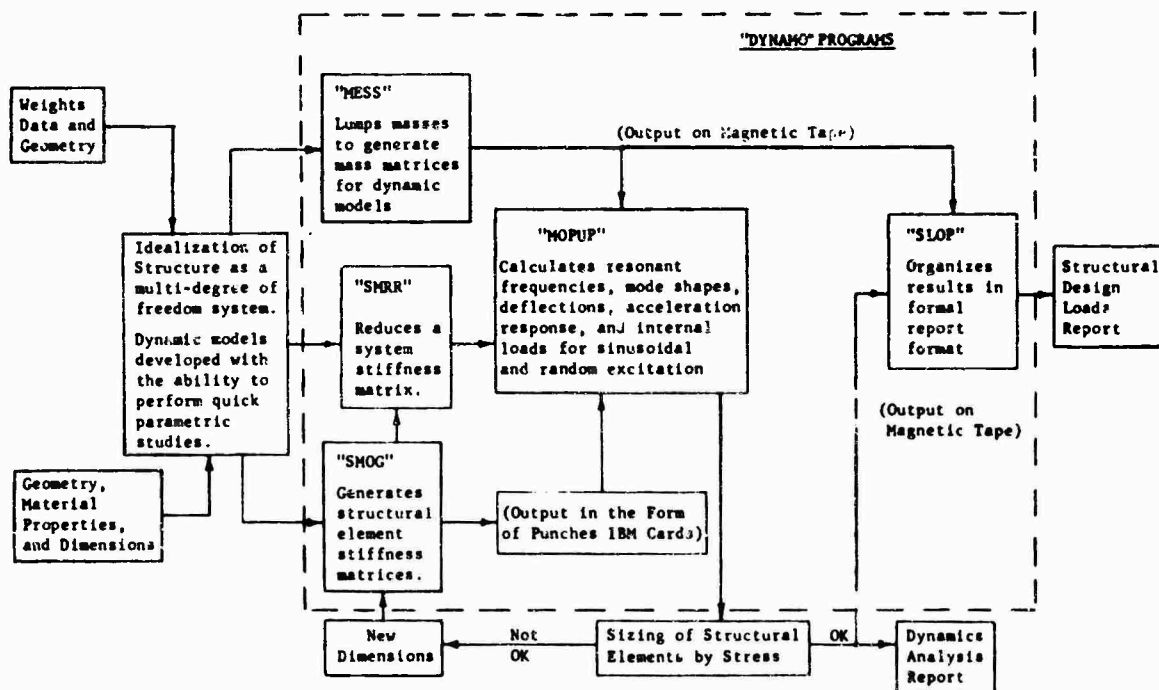 "DYNAMO" PROGRAMS
Weights
Data and
Geometry
"MESS"
Lumps masses
to generate
mass matrices
for dynamic
models
(Output on Magnetic Tape)
Idealization of
Structure as a
multi-degree of
freedom system.
Dynamic models
developed with
the ability to
perform quick
parametric
studies.
"SMRR"
Reduces a
system
stiffness
matrix.
"MOPUP"
Calculates resonant
frequencies, mode shapes,
deflections, acceleration
response, and internal
loads for sinusoidal
and random excitation
"SLOP"
Organizes
results in
formal
report
format
Structural
Design
Loads
Report
(Output on
Magnetic Tape)
Geometry,
Material
Properties,
and Dimensions
"SMOG"
Generates
structural
element
stiffness
matrices.
(Output in the Form
of Punches IBM Cards)
New
Dimensions
Not
OK
Sizing of Structural
Elements by Stress
OK
Dynamics
Analysis
Report